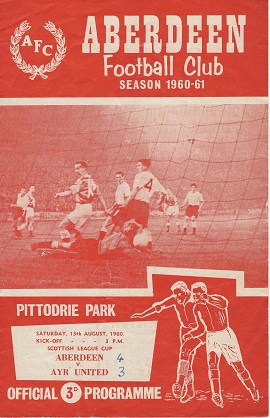 AFC
ABERDEEN
Football Club
SEASON 1960-61
PITTODRIE PARK
SATURDAY, 13th AUGUST, 1960.
KICK-OFF - - - 3 P.M.
SCOTTISH LEAGUE CUP
ABERDEEN 4
v.
AYR UNITED 3
OFFICIAL 3D PROGRAMME